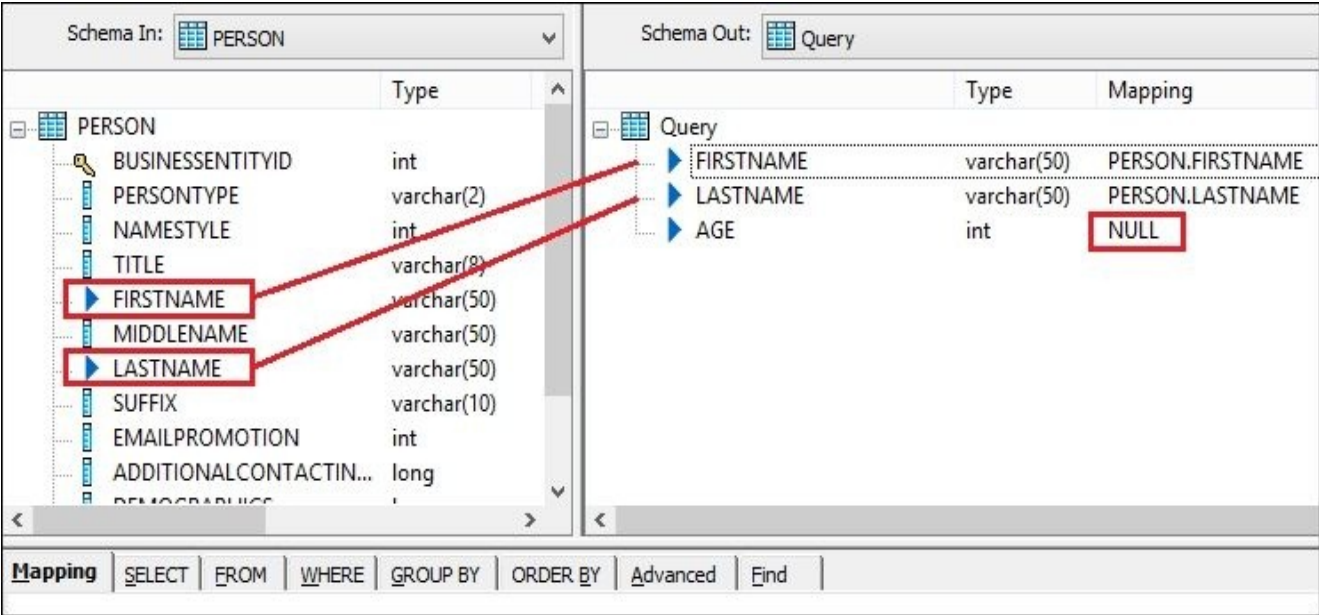 Schema In: PERSON
Type
PERSON
BUSINESSENTITYID int
PERSONTYPE varchar(2)
NAMESTYLE int
TITLE varchar(8)
FIRSTNAME varchar(50)
MIDDLENAME varchar(50)
LASTNAME varchar(50)
SUFFIX varchar(10)
EMAILPROMOTION int
ADDITIONALCONTACTIN... long
Schema Out: Query
Type Mapping
Query
FIRSTNAME varchar(50) PERSON.FIRSTNAME
LASTNAME varchar(50) PERSON.LASTNAME
AGE int NULL
Mapping SELECT FROM WHERE GROUP BY ORDER BY Advanced Find